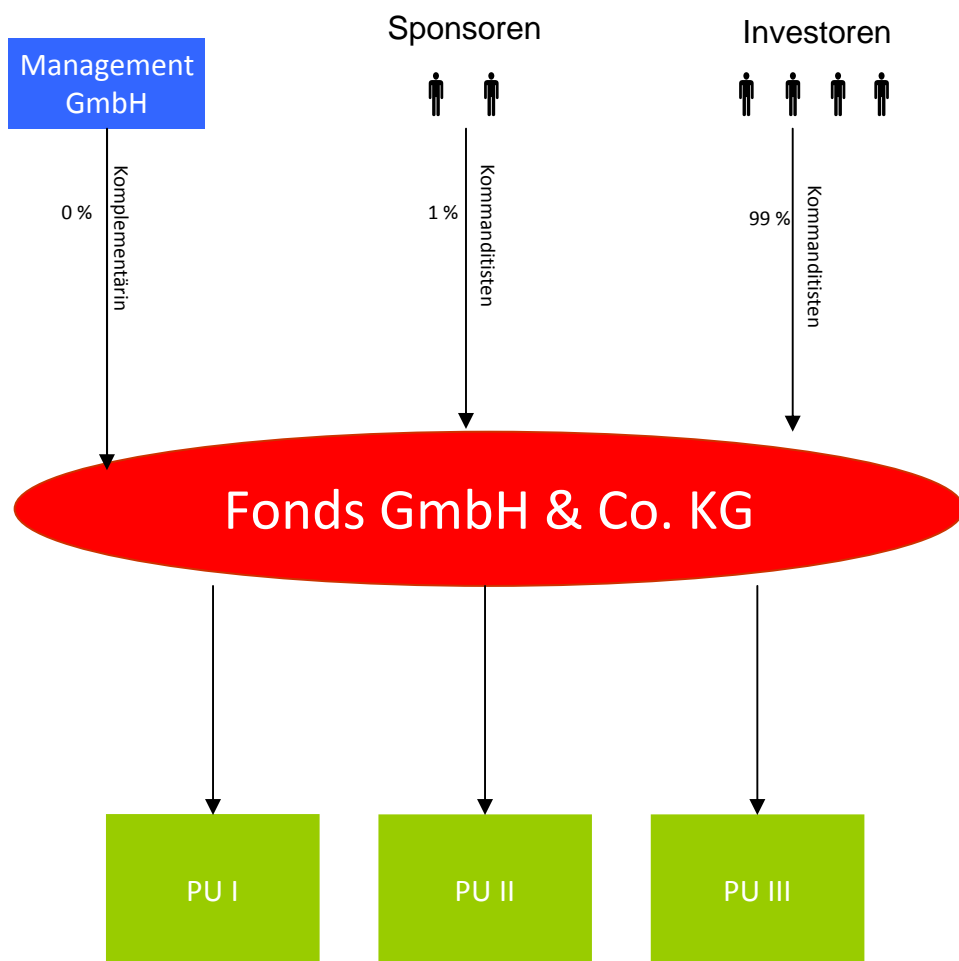 Sponsoren
Investoren
Management
GmbH
0 %
Komplementärin
1 %
Kommanditisten
99 %
Kommanditisten
Fonds GmbH & Co. KG
PU I
PU II
PU III